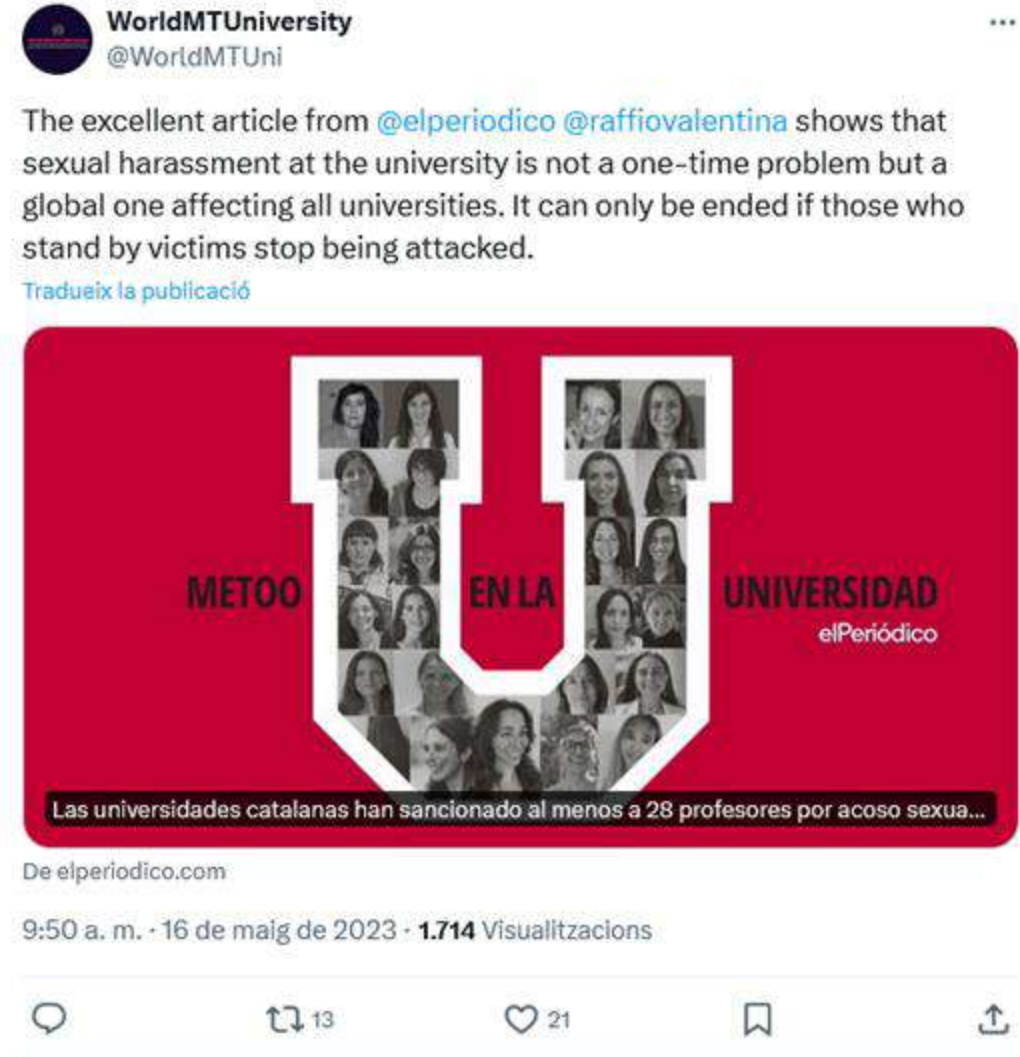 WorldMTUniversity
@WorldMTUni
The excellent article from @elperiodico @raffiovalentina shows that
sexual harassment at the university is not a one-time problem but a
global one affecting all universities. It can only be ended if those who
stand by victims stop being attacked.
Tradueix la publicació
METOO EN LA UNIVERSIDAD
elPeriódico
Las universidades catalanas han sancionado al menos a 28 profesores por acoso sexua...
De elperiodico.com
9:50 a. m. · 16 de maig de 2023 · 1.714 Visualitzacions
13 21